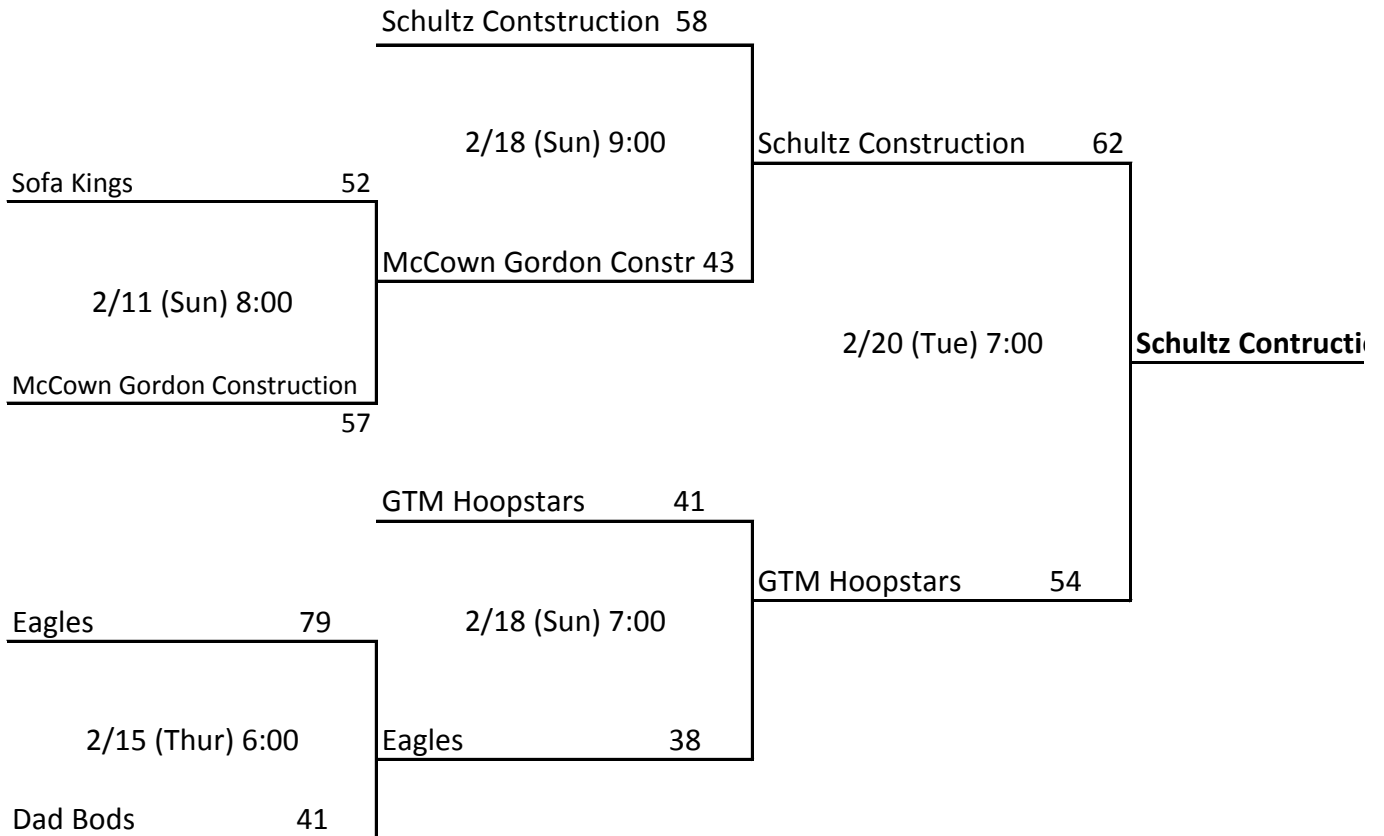 Schultz Contstruction 58
2/18 (Sun) 9:00
Schultz Construction 62
Sofa Kings 52
McCown Gordon Constr 43
2/11 (Sun) 8:00
2/20 (Tue) 7:00
Schultz Contructi
McCown Gordon Construction
57
GTM Hoopstars 41
GTM Hoopstars 54
Eagles 79
2/18 (Sun) 7:00
2/15 (Thur) 6:00
Eagles 38
Dad Bods 41